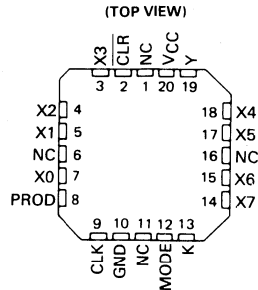 (TOP VIEW)
X3 CLR NC VCC Y
3 2 1 20 19
X2 4 18 X4
X1 5 17 X5
NC 6 16 NC
X0 7 15 X6
PROD 8 14 X7
9 10 11 12 13
CLK GND NC MODE K